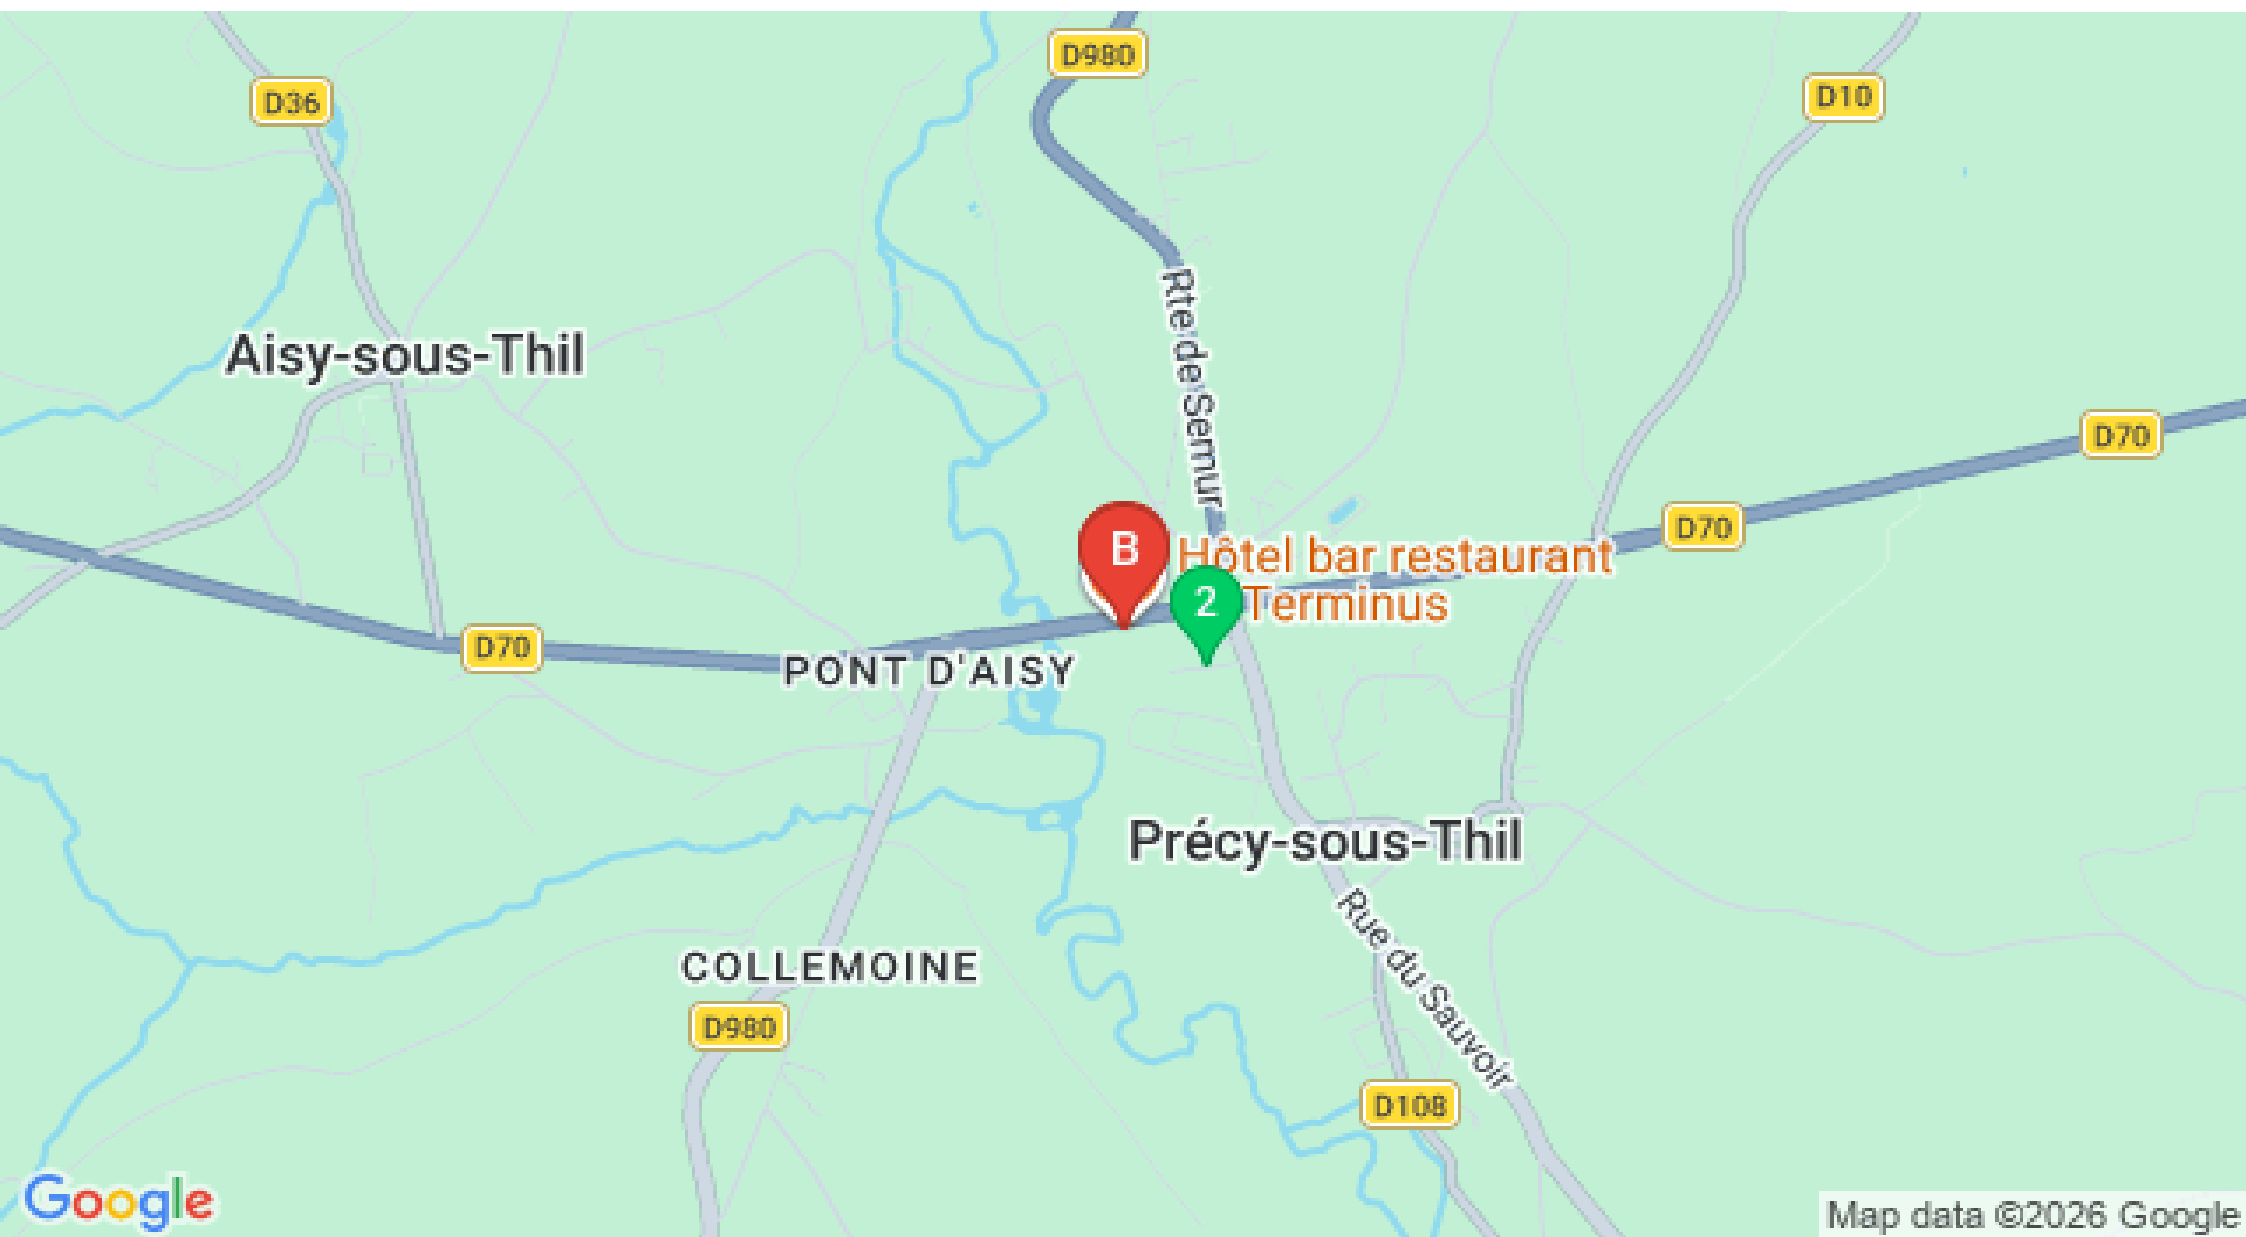 D980
D36
D10
Rte de Semur
Aisy-sous-Thil
D70
D70
B
Hôtel bar restaurant
2
Terminus
D70
PONT D'AISY
Précy-sous-Thil
Rue du Sauvoir
COLLEMOINE
D980
D108
Google
Map data ©2026 Google